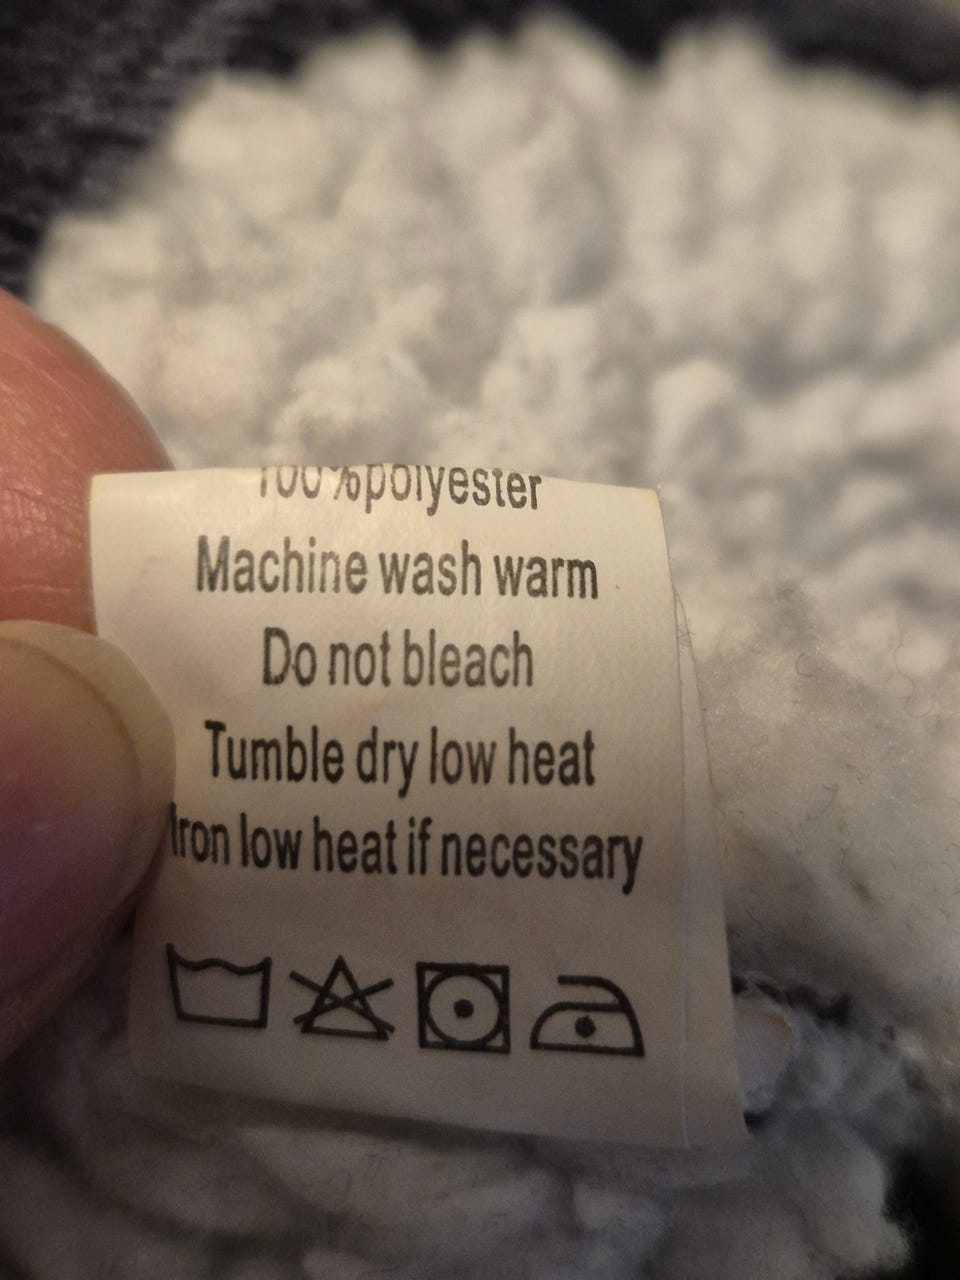 100%polyester
Machine wash warm
Do not bleach
Tumble dry low heat
Iron low heat if necessary